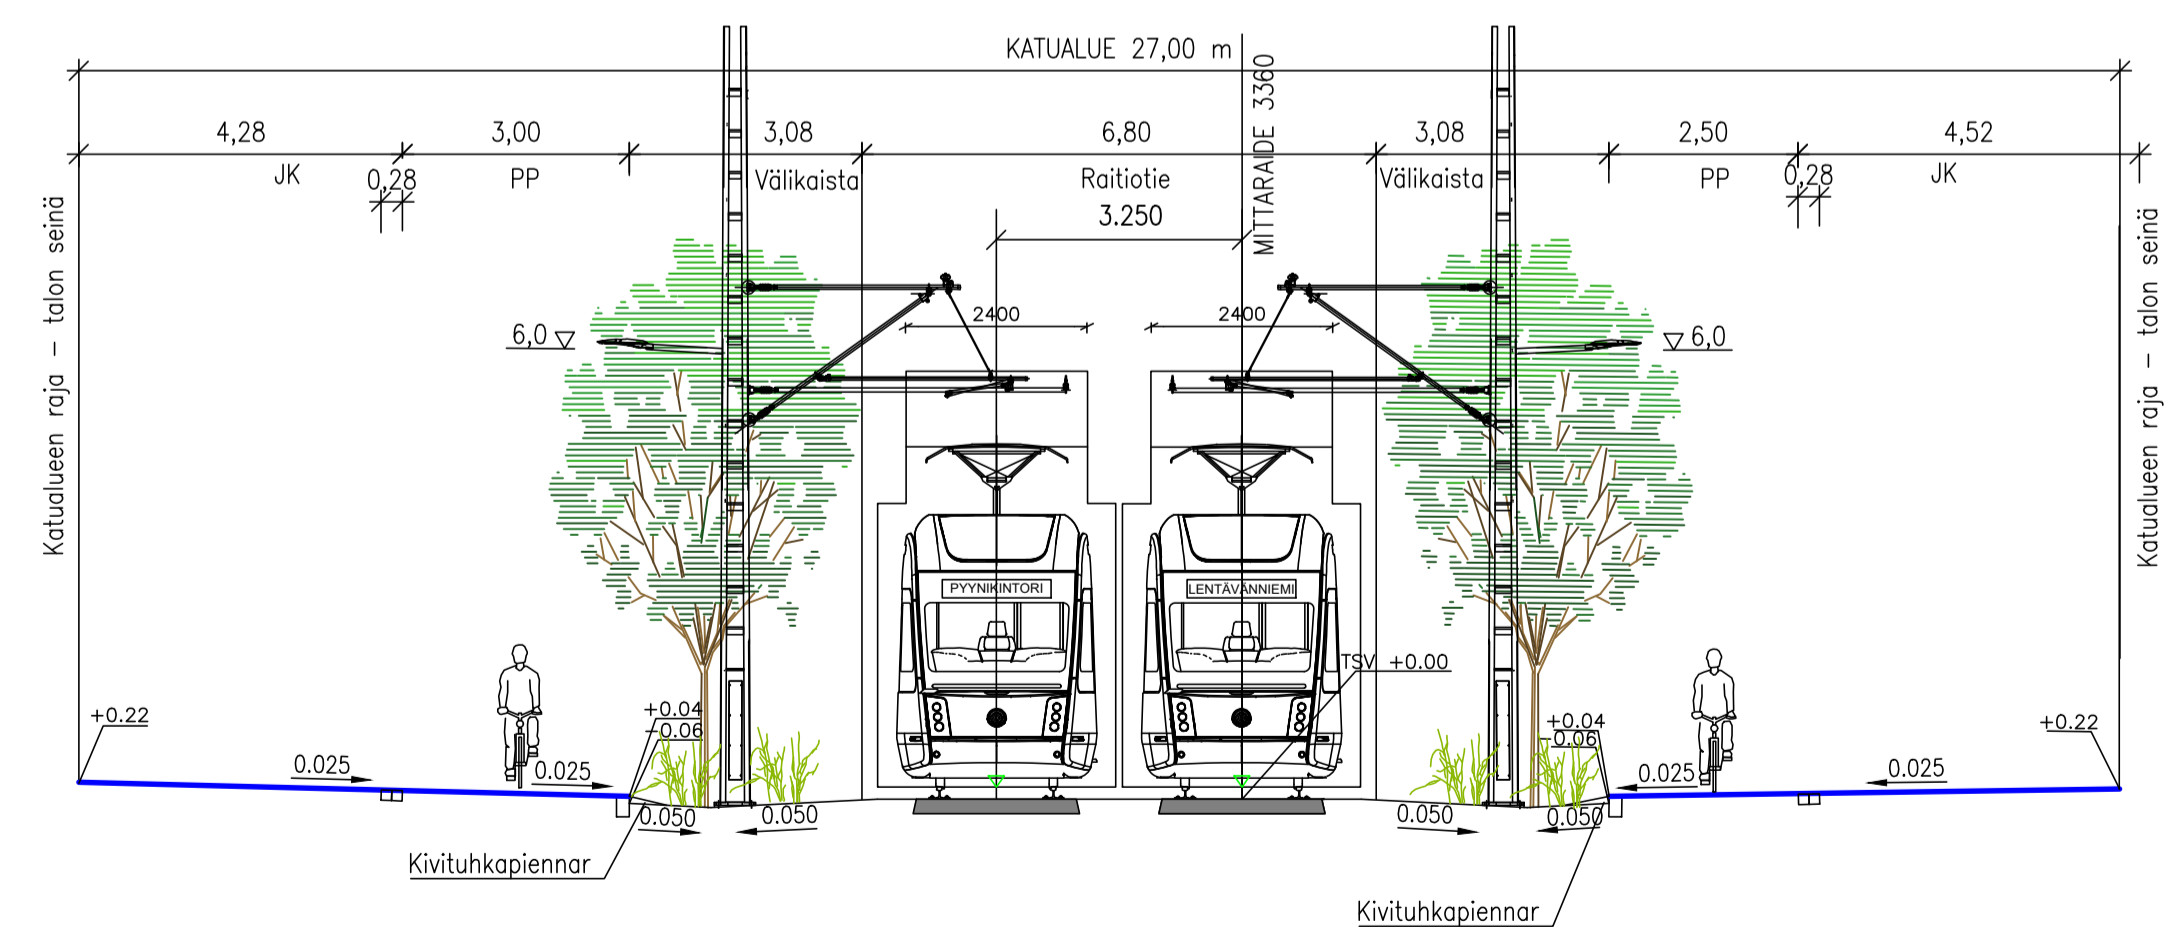 KATUALUE 27,00 m
MITTARAIDE 3360
4,28
3,00
3,08
6,80
3,08
2,50
4,52
JK
0,28
PP
Välikaista
Raitiotie
Välikaista
PP
0,28
JK
3.250
Katualueen raja – talon seinä
Katualueen raja – talon seinä
2400
2400
6,0
6,0
PYYNIKINTORI
LENTÄVÄNNIEMI
TSV +0.00
+0.22
+0.04
-0.06
+0.04
-0.06
+0.22
0.025
0.025
0.025
0.025
0.050
0.050
0.050
0.050
Kivituhkapiennar
Kivituhkapiennar